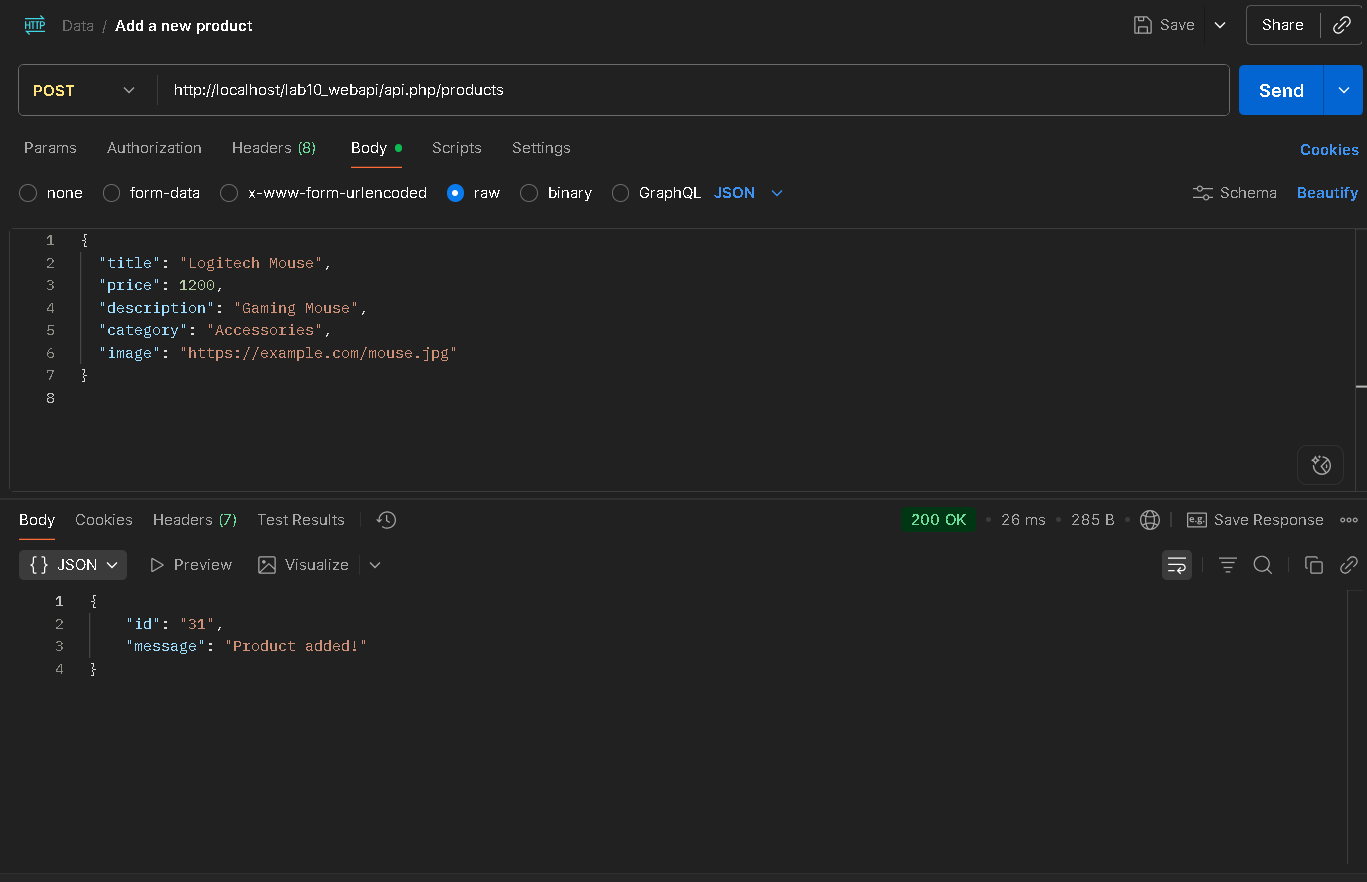 HTTP Data / Add a new product Save Share
POST http://localhost/lab10_webapi/api.php/products Send
Params Authorization Headers (8) Body Scripts Settings Cookies
none form-data x-www-form-urlencoded raw binary GraphQL JSON Schema Beautify
1 {
2 "title": "Logitech Mouse",
3 "price": 1200,
4 "description": "Gaming Mouse",
5 "category": "Accessories",
6 "image": "https://example.com/mouse.jpg"
7 }
8
Body Cookies Headers (7) Test Results 200 OK • 26 ms • 285 B • e.g. Save Response
{} JSON Preview Visualize
1 {
2 "id": "31",
3 "message": "Product added!"
4 }